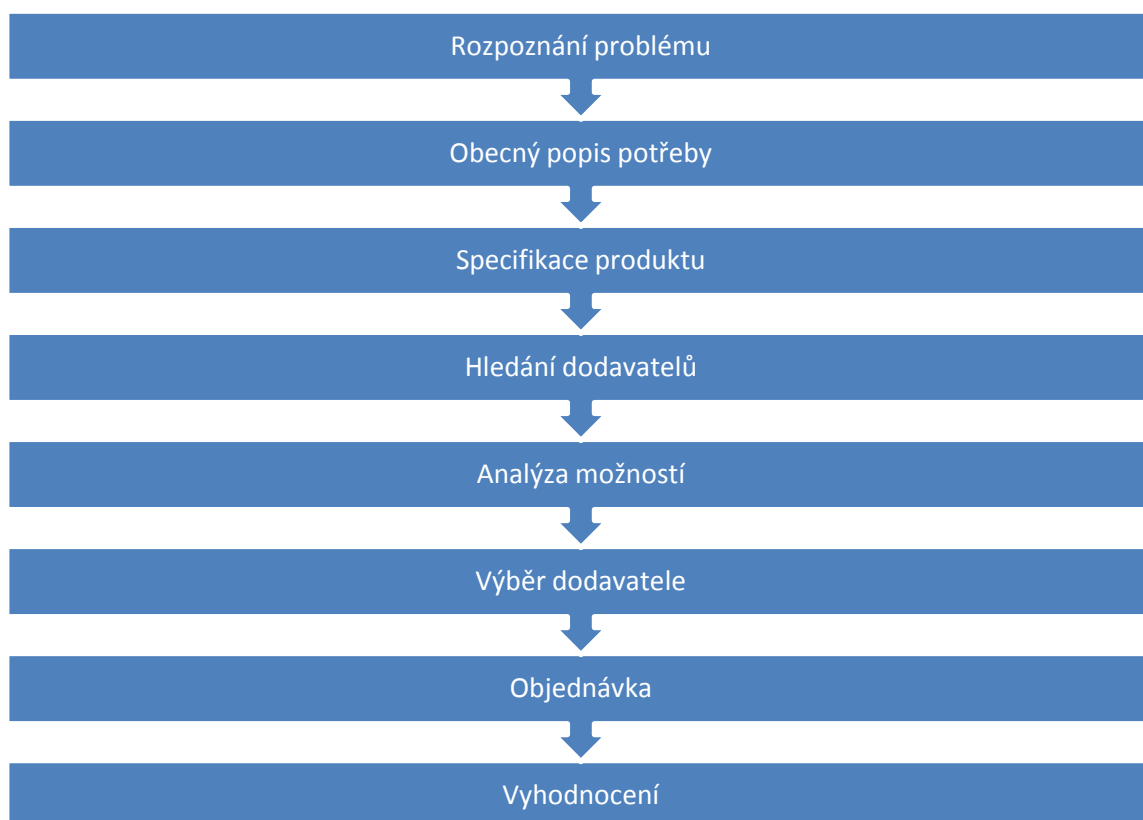 Rozpoznání problému
Obecný popis potřeby
Specifikace produktu
Hledání dodavatelů
Analýza možností
Výběr dodavatele
Objednávka
Vyhodnocení